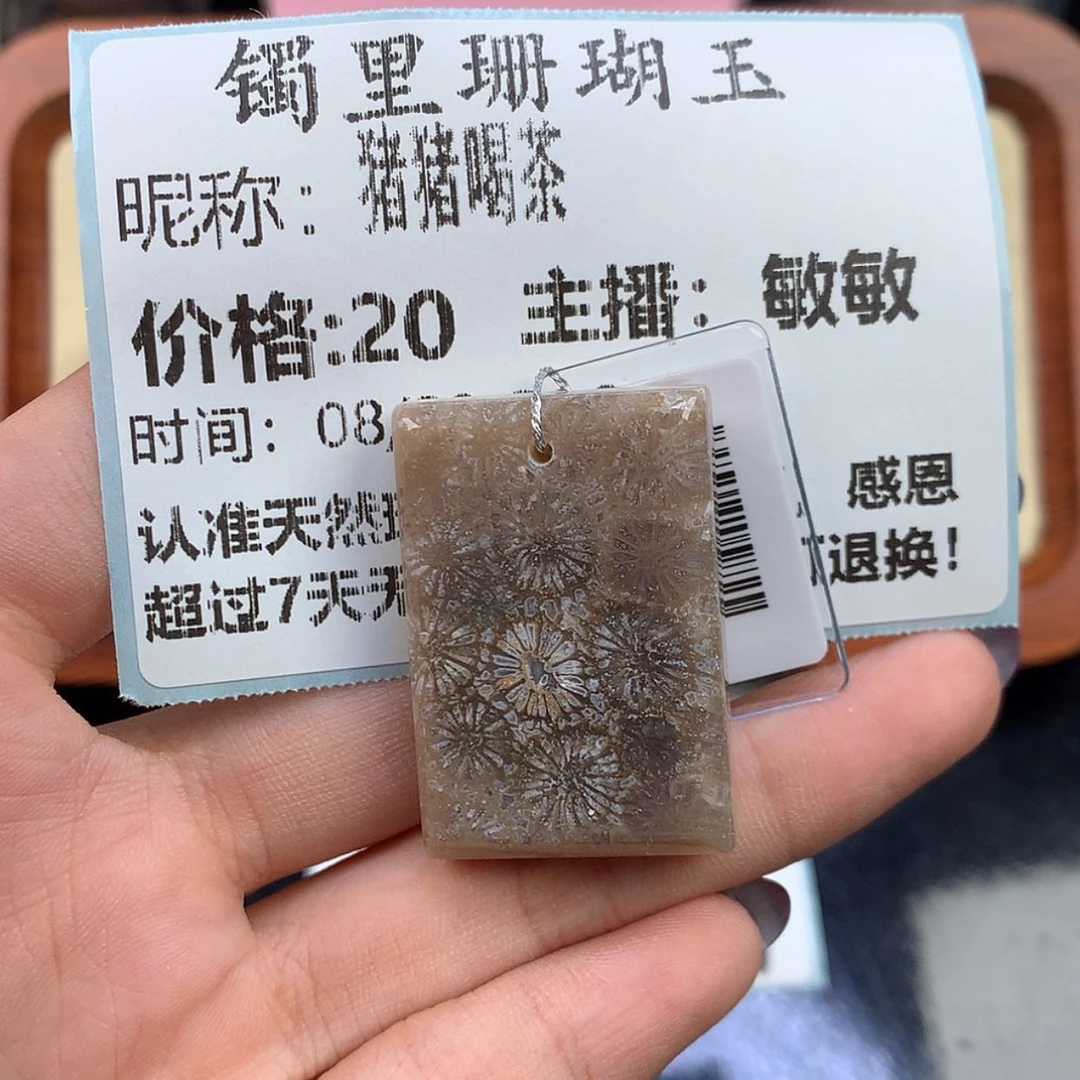 镯里珊瑚玉
昵称：猪猪喝茶
价格:20 主播：敏敏
时间：08
认准天然 感恩
超过7天 退换！